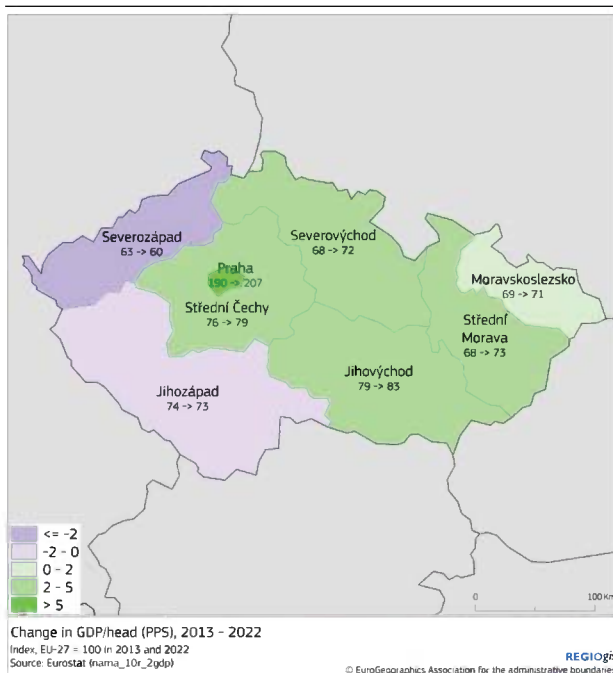 Severozápad
63 -> 60
Severovýchod
68 -> 72
Praha
190 -> 207
Střední Čechy
76 -> 79
Moravskoslezsko
69 -> 71
Střední
Morava
68 -> 73
Jihovýchod
79 -> 83
Jihozápad
74 -> 73
<= -2
-2 - 0
0 - 2
2 - 5
> 5
0 100 Km
Change in GDP/head (PPS), 2013 - 2022
Index, EU-27 = 100 in 2013 and 2022
Source: Eurostat (nama_10r_2gdp)
REGIOgis
© EuroGeographics Association for the administrative boundaries